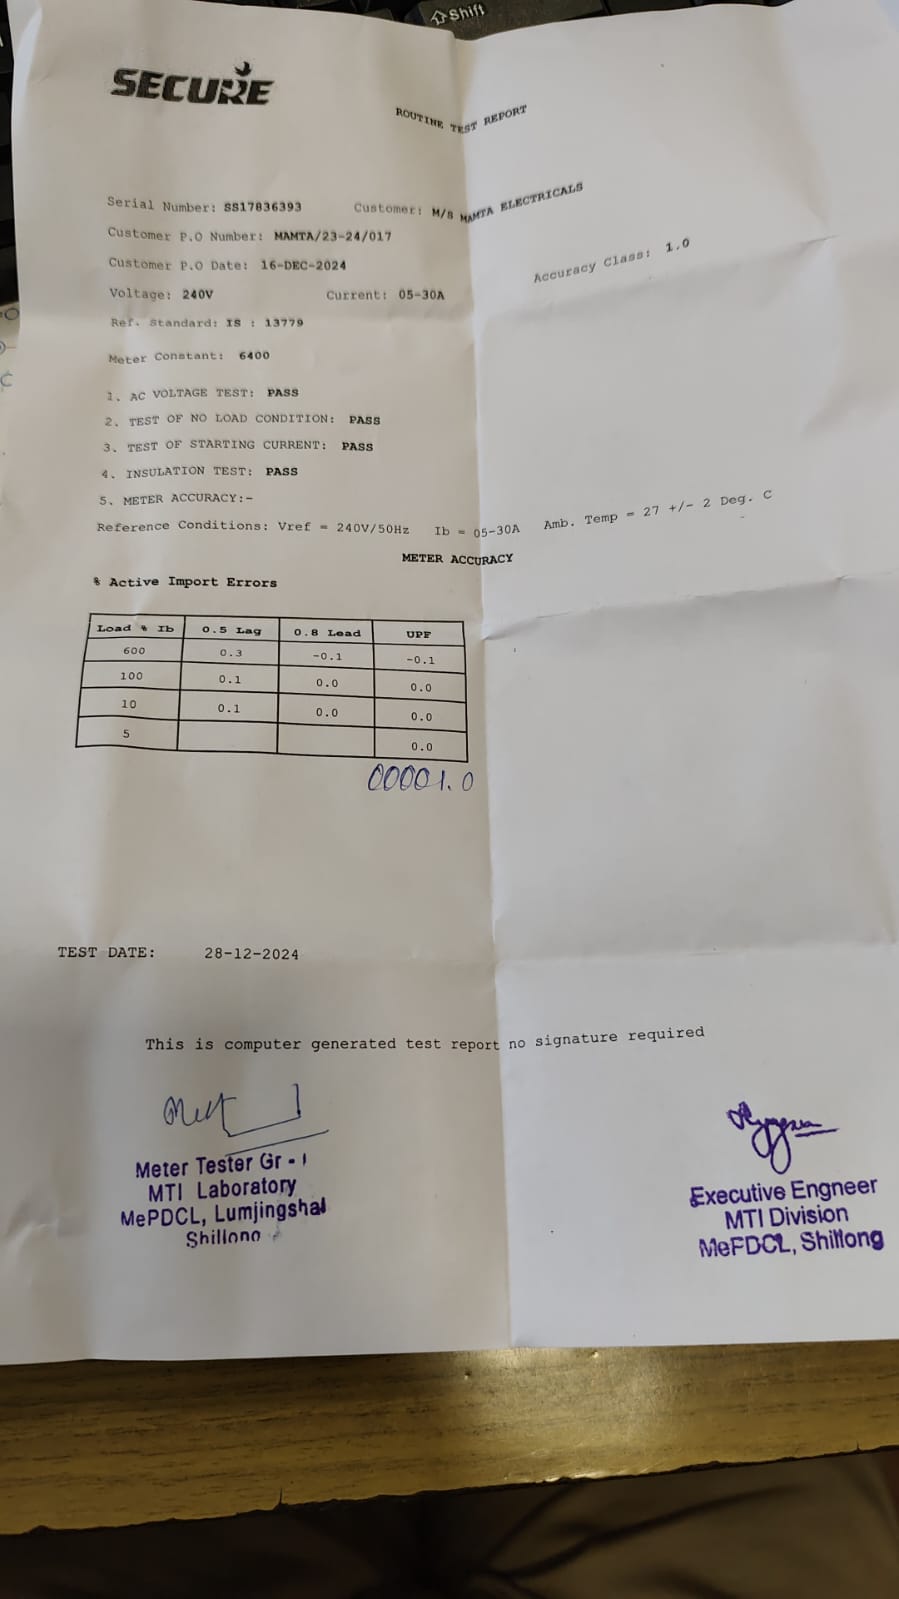 Shift
SECURE
ROUTINE TEST REPORT
Serial Number: SS17836393 Customer: M/S MAMTA ELECTRICALS
Customer P.O Number: MAMTA/23-24/017
Customer P.O Date: 16-DEC-2024 Accuracy Class: 1.0
Voltage: 240V Current: 05-30A
Ref. Standard: IS : 13779
Meter Constant: 6400
1. AC VOLTAGE TEST: PASS
2. TEST OF NO LOAD CONDITION: PASS
3. TEST OF STARTING CURRENT: PASS
4. INSULATION TEST: PASS
5. METER ACCURACY:-
Reference Conditions: Vref = 240V/50Hz Ib = 05-30A Amb. Temp = 27 +/- 2 Deg. C
METER ACCURACY
% Active Import Errors
Load % Ib 0.5 Lag 0.8 Lead UPF
600 0.3 -0.1 -0.1
100 0.1 0.0 0.0
10 0.1 0.0 0.0
5 0.0
00001.0
TEST DATE: 28-12-2024
This is computer generated test report no signature required
Meter Tester Gr - I
MTI Laboratory
MePDCL, Lumjingshai
Shillong
Executive Engneer
MTI Division
MePDCL, Shillong